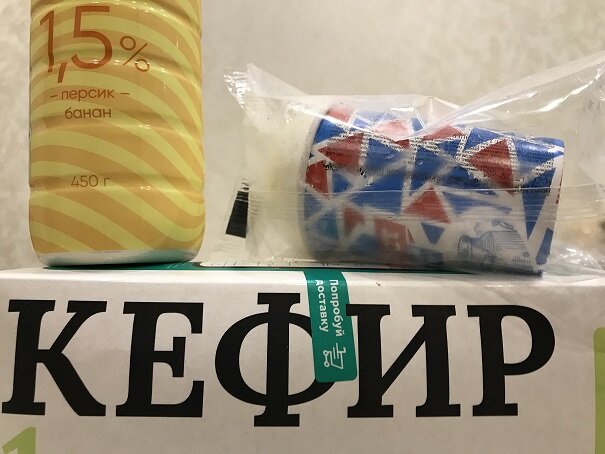 1,5%
- персик -
банан
450 г
Попробуй
доставку
КЕФИР